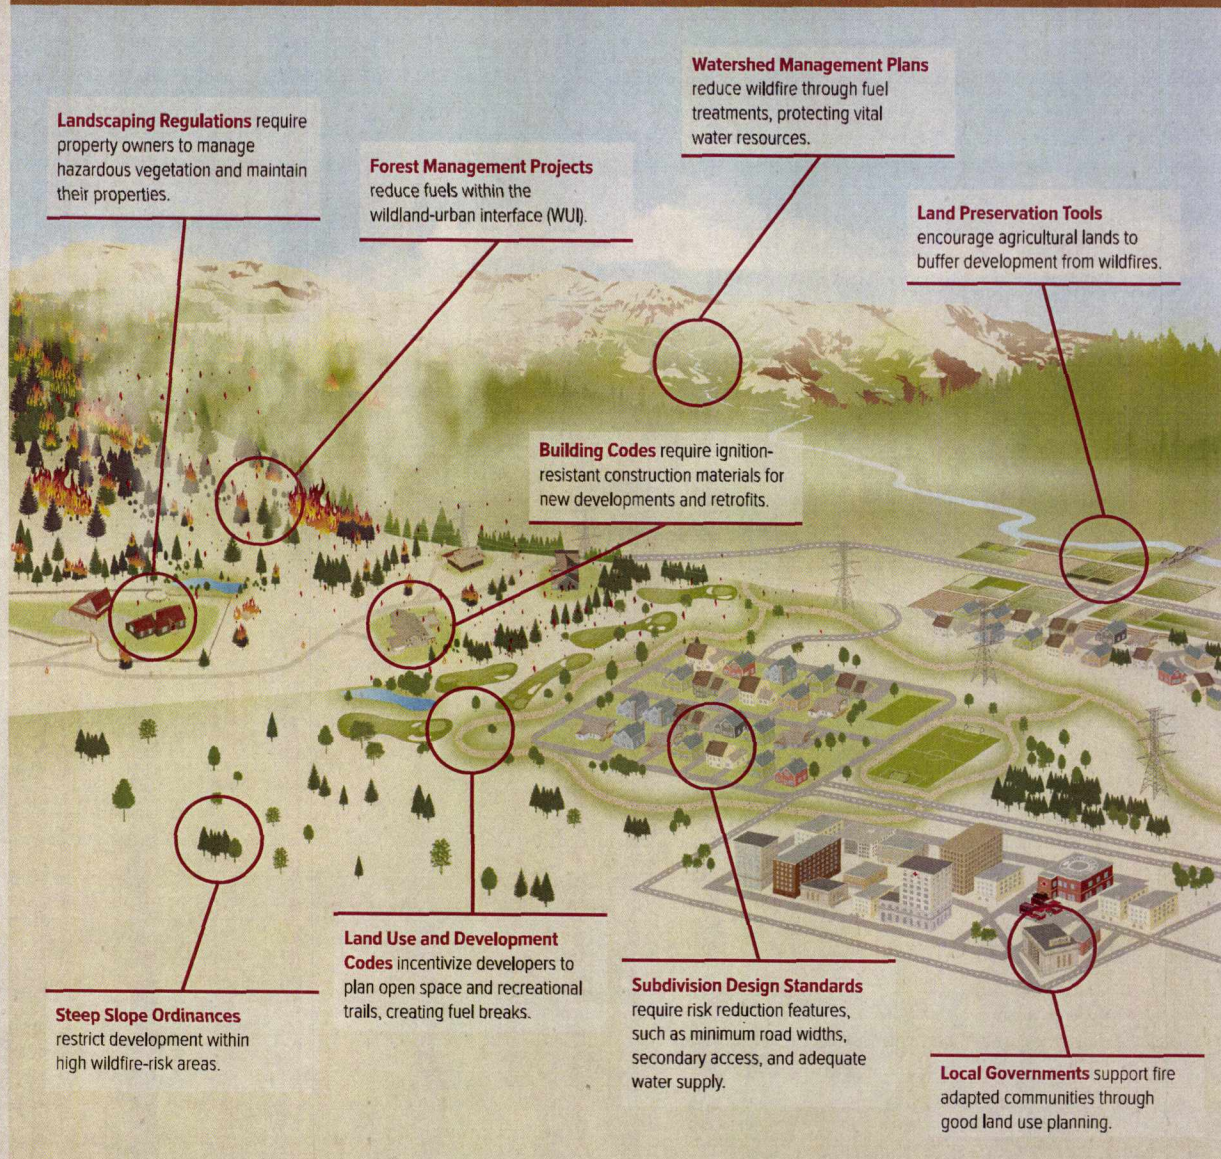 Watershed Management Plans
reduce wildfire through fuel
treatments, protecting vital
water resources.
Landscaping Regulations require
property owners to manage
hazardous vegetation and maintain
their properties.
Forest Management Projects
reduce fuels within the
wildland-urban interface (WUI).
Land Preservation Tools
encourage agricultural lands to
buffer development from wildfires.
Building Codes require ignition-
resistant construction materials for
new developments and retrofits.
Land Use and Development
Codes incentivize developers to
plan open space and recreational
trails, creating fuel breaks.
Subdivision Design Standards
require risk reduction features,
such as minimum road widths,
secondary access, and adequate
water supply.
Steep Slope Ordinances
restrict development within
high wildfire-risk areas.
Local Governments support fire
adapted communities through
good land use planning.